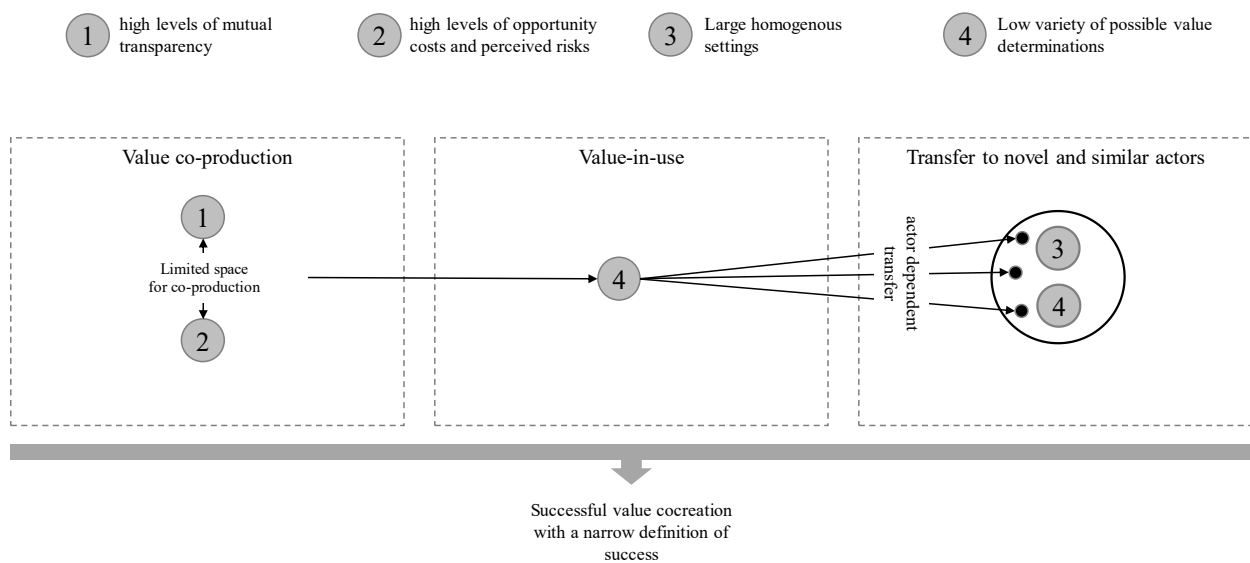 1
high levels of mutual
transparency
2
high levels of opportunity
costs and perceived risks
3
Large homogenous
settings
4
Low variety of possible value
determinations
Value co-production
1
Limited space
for co-production
2
Value-in-use
4
Transfer to novel and similar actors
actor dependent
transfer
3
4
Successful value cocreation
with a narrow definition of
success